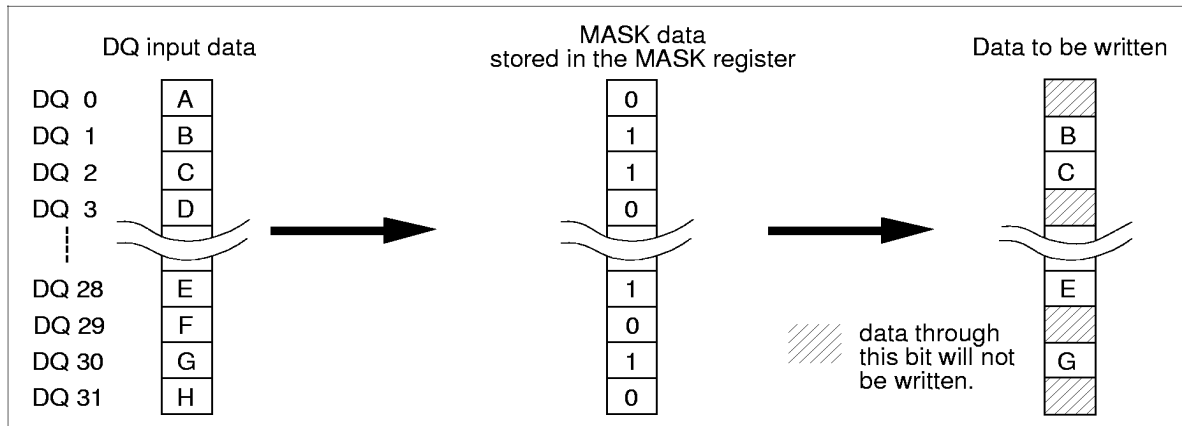 DQ input data
MASK data
stored in the MASK register
Data to be written
DQ 0 A 0
DQ 1 B 1 B
DQ 2 C 1 C
DQ 3 D 0
DQ 28 E 1 E
DQ 29 F 0
DQ 30 G 1 G
DQ 31 H 0
data through
this bit will not
be written.